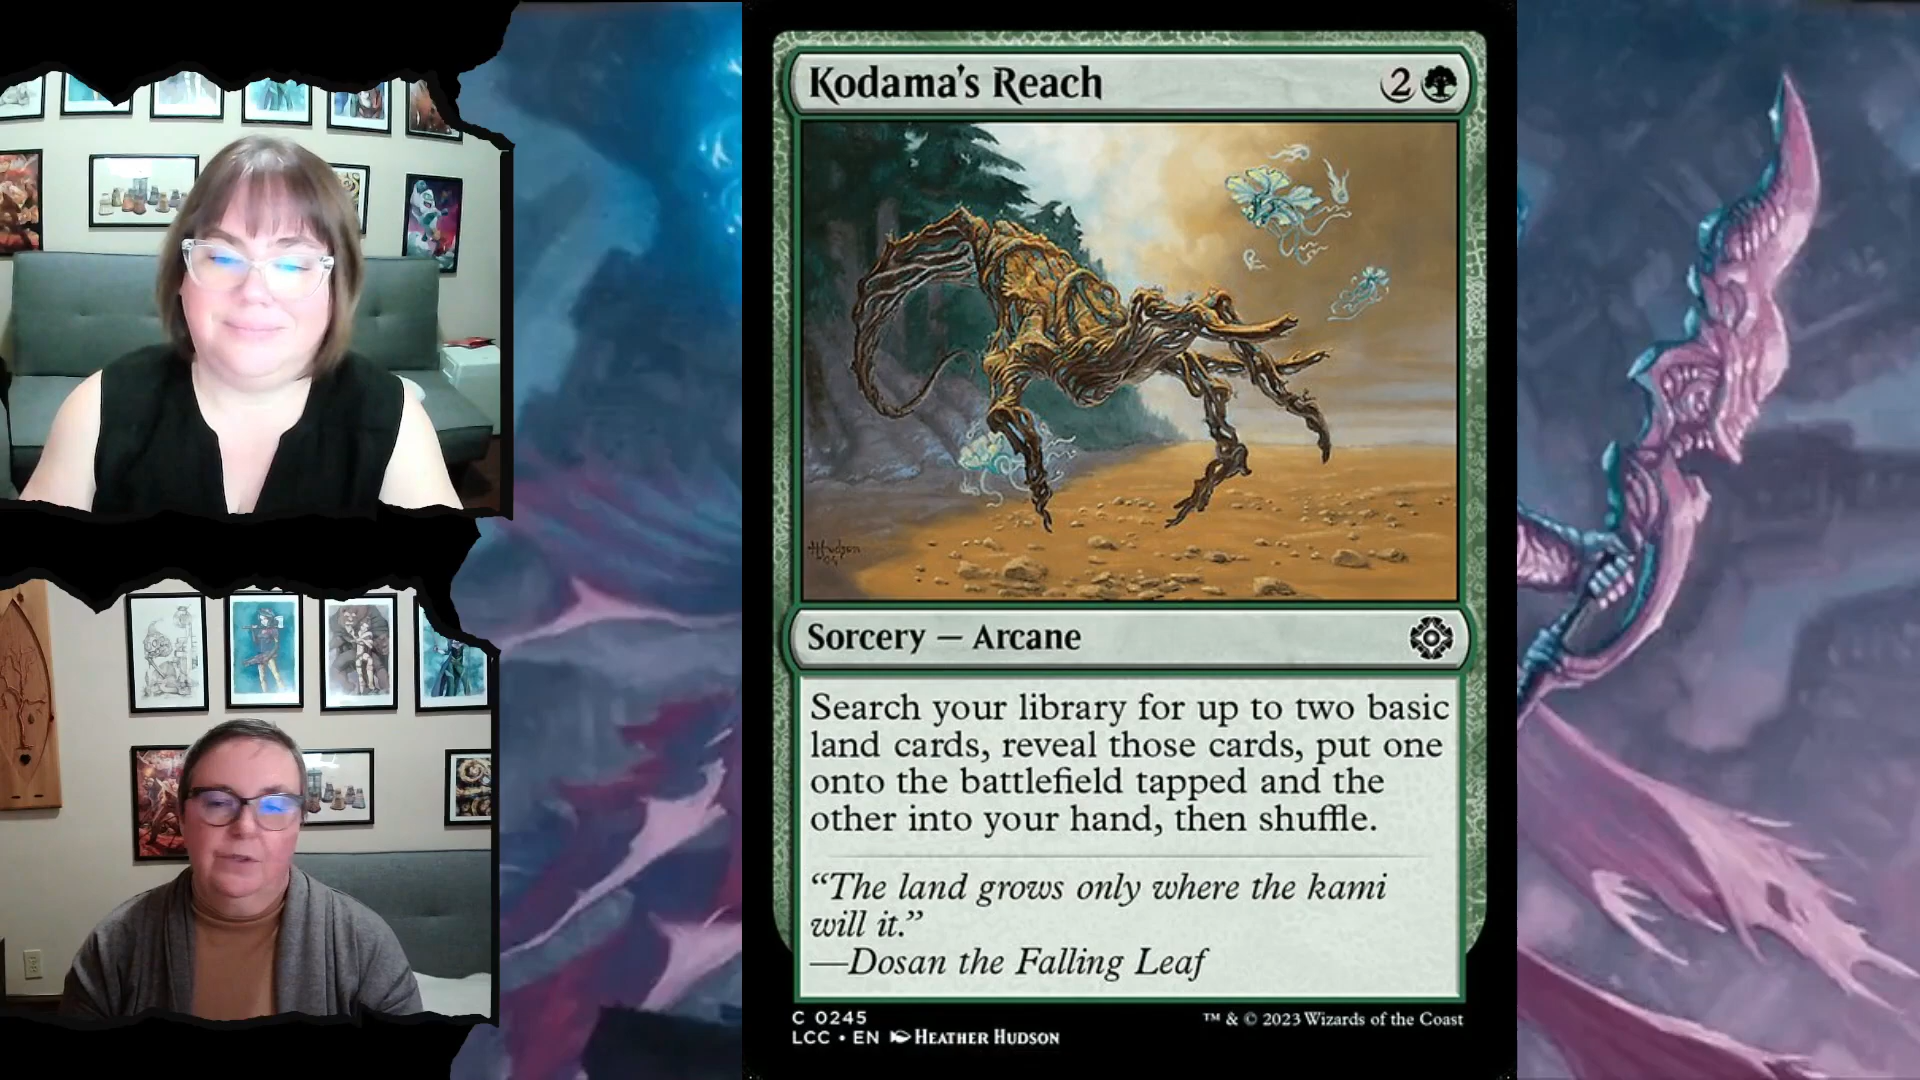 Kodama's Reach
2
HHudson
Sorcery — Arcane
Search your library for up to two basic
land cards, reveal those cards, put one
onto the battlefield tapped and the
other into your hand, then shuffle.
“The land grows only where the kami
will it.”
—Dosan the Falling Leaf
C 0245
™ & © 2023 Wizards of the Coast
LCC • EN HEATHER HUDSON